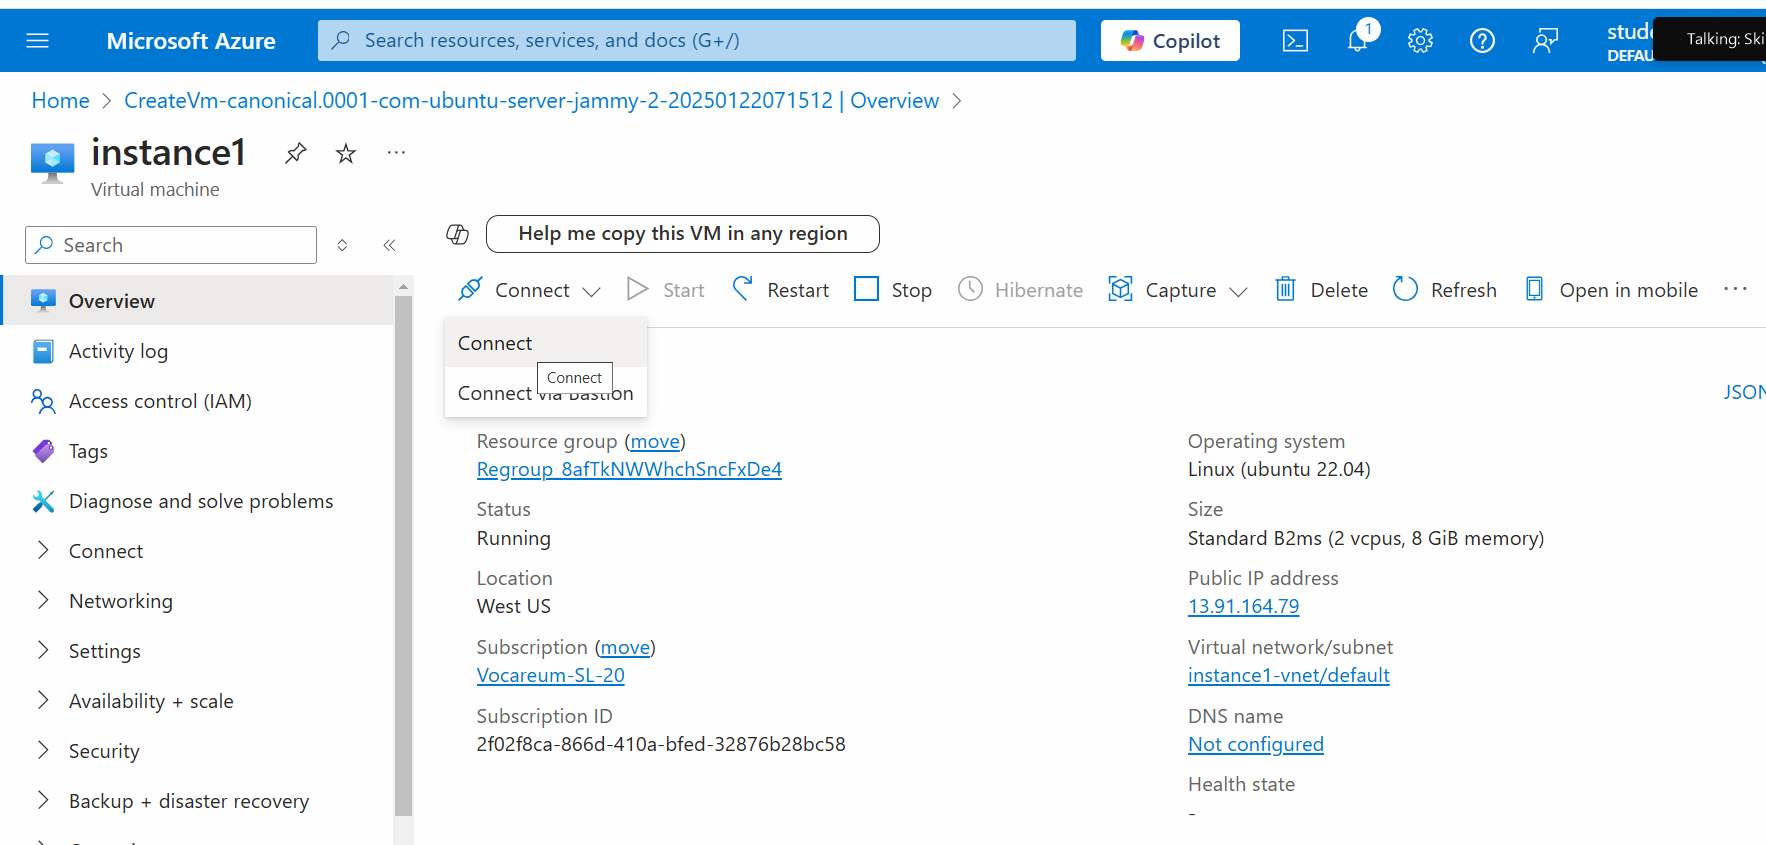 Microsoft Azure
Search resources, services, and docs (G+/)
Copilot
1
stude
DEFAU
Talking: Ski
Home > CreateVm-canonical.0001-com-ubuntu-server-jammy-2-20250122071512 | Overview >
instance1
Virtual machine
Search
Help me copy this VM in any region
Connect Start Restart Stop Hibernate Capture Delete Refresh Open in mobile
Connect
Connect
Connect via Bastion
Overview
Activity log
Access control (IAM)
Tags
Diagnose and solve problems
Connect
Networking
Settings
Availability + scale
Security
Backup + disaster recovery
JSON
Resource group (move)
Regroup_8afTkNWWhchSncFxDe4
Status
Running
Location
West US
Subscription (move)
Vocareum-SL-20
Subscription ID
2f02f8ca-866d-410a-bfed-32876b28bc58
Operating system
Linux (ubuntu 22.04)
Size
Standard B2ms (2 vcpus, 8 GiB memory)
Public IP address
13.91.164.79
Virtual network/subnet
instance1-vnet/default
DNS name
Not configured
Health state
-